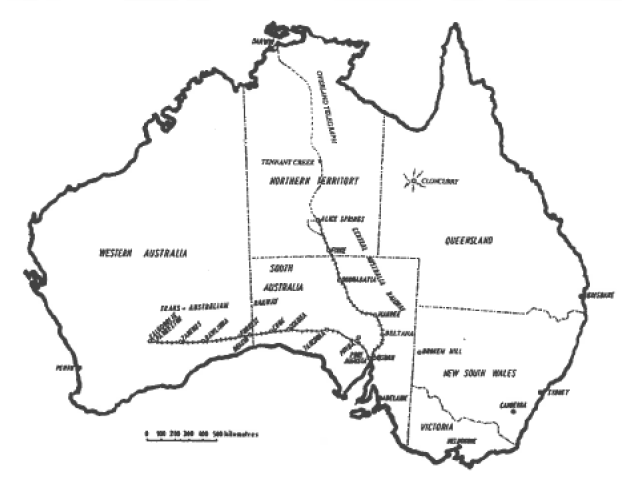 DARWIN
OVERLAND TELEGRAPH
TENNANT CREEK
NORTHERN TERRITORY
CLONCURRY
ALICE SPRINGS
QUEENSLAND
WESTERN AUSTRALIA
FINKE
CENTRAL AUSTRALIA RAILWAY
SOUTH
AUSTRALIA
OODNADATTA
BRISBANE
TRANS - AUSTRALIAN
RAILWAY
MARREE
BELTANA
COOK
TARCOOLA
PORT
AUGUSTA
BROKEN HILL
PERTH
NEW SOUTH WALES
SYDNEY
ADELAIDE
CANBERRA
VICTORIA
MELBOURNE
0 100 200 300 400 500 kilometres